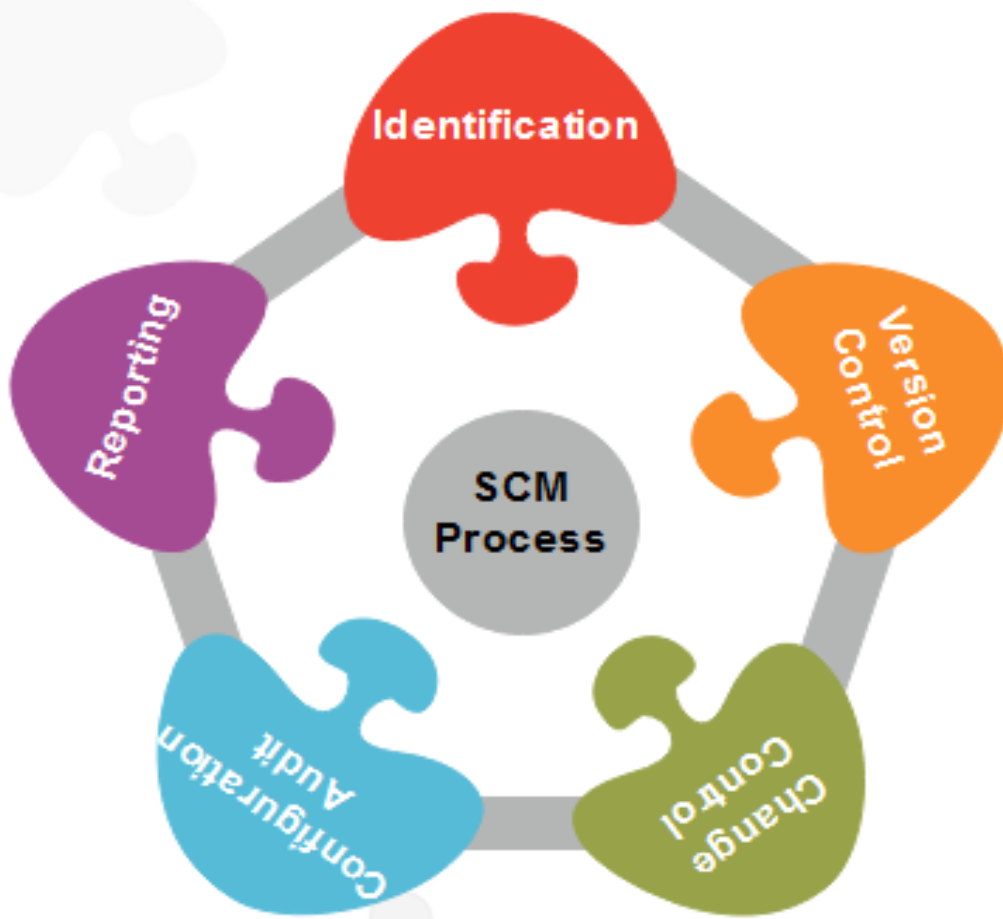 Identification
Version
Control
Change
Control
Configuration
Audit
Reporting
SCM
Process